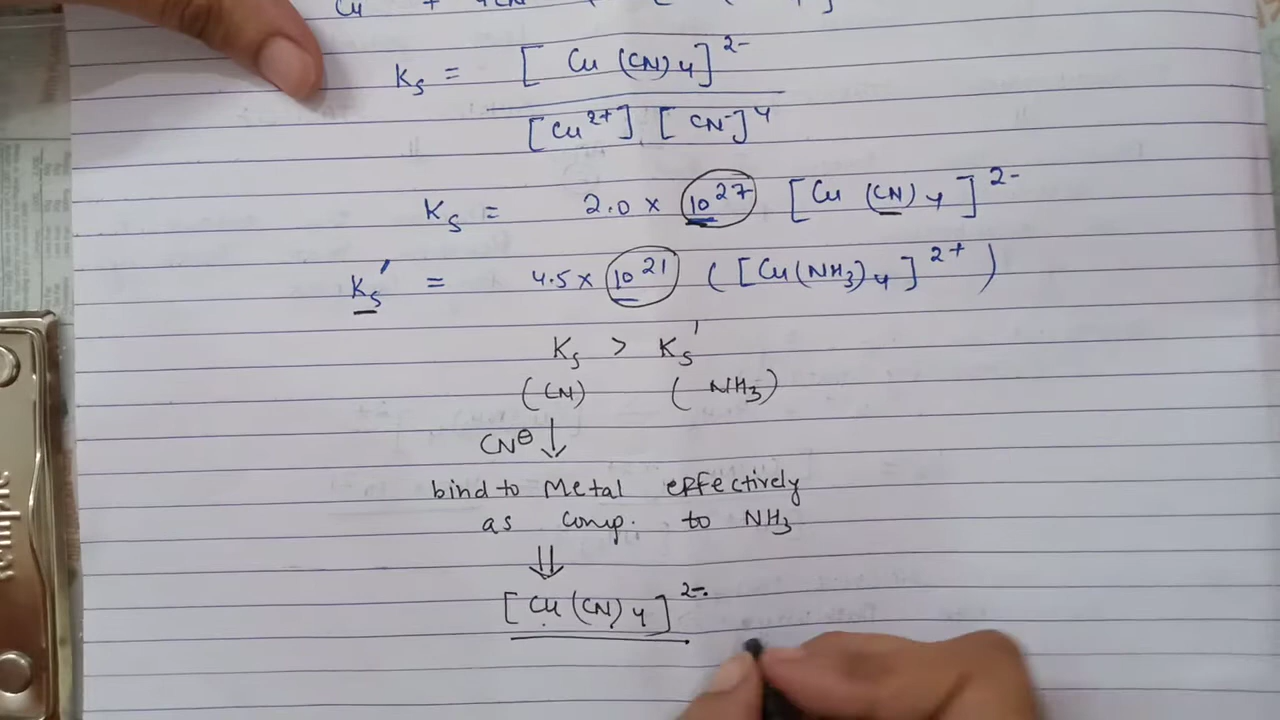 Ks = [Cu(CN)4]2-
[Cu2+] [CN-]4
Ks = 2.0 x 10^27 [Cu(CN)4]2-
Ks' = 4.5 x 10^21 ([Cu(NH3)4]2+)
Ks > Ks'
(CN) (NH3)
CN⊖ ↓
bind to Metal effectively
as comp. to NH3
⇓
[Cu(CN)4]2-